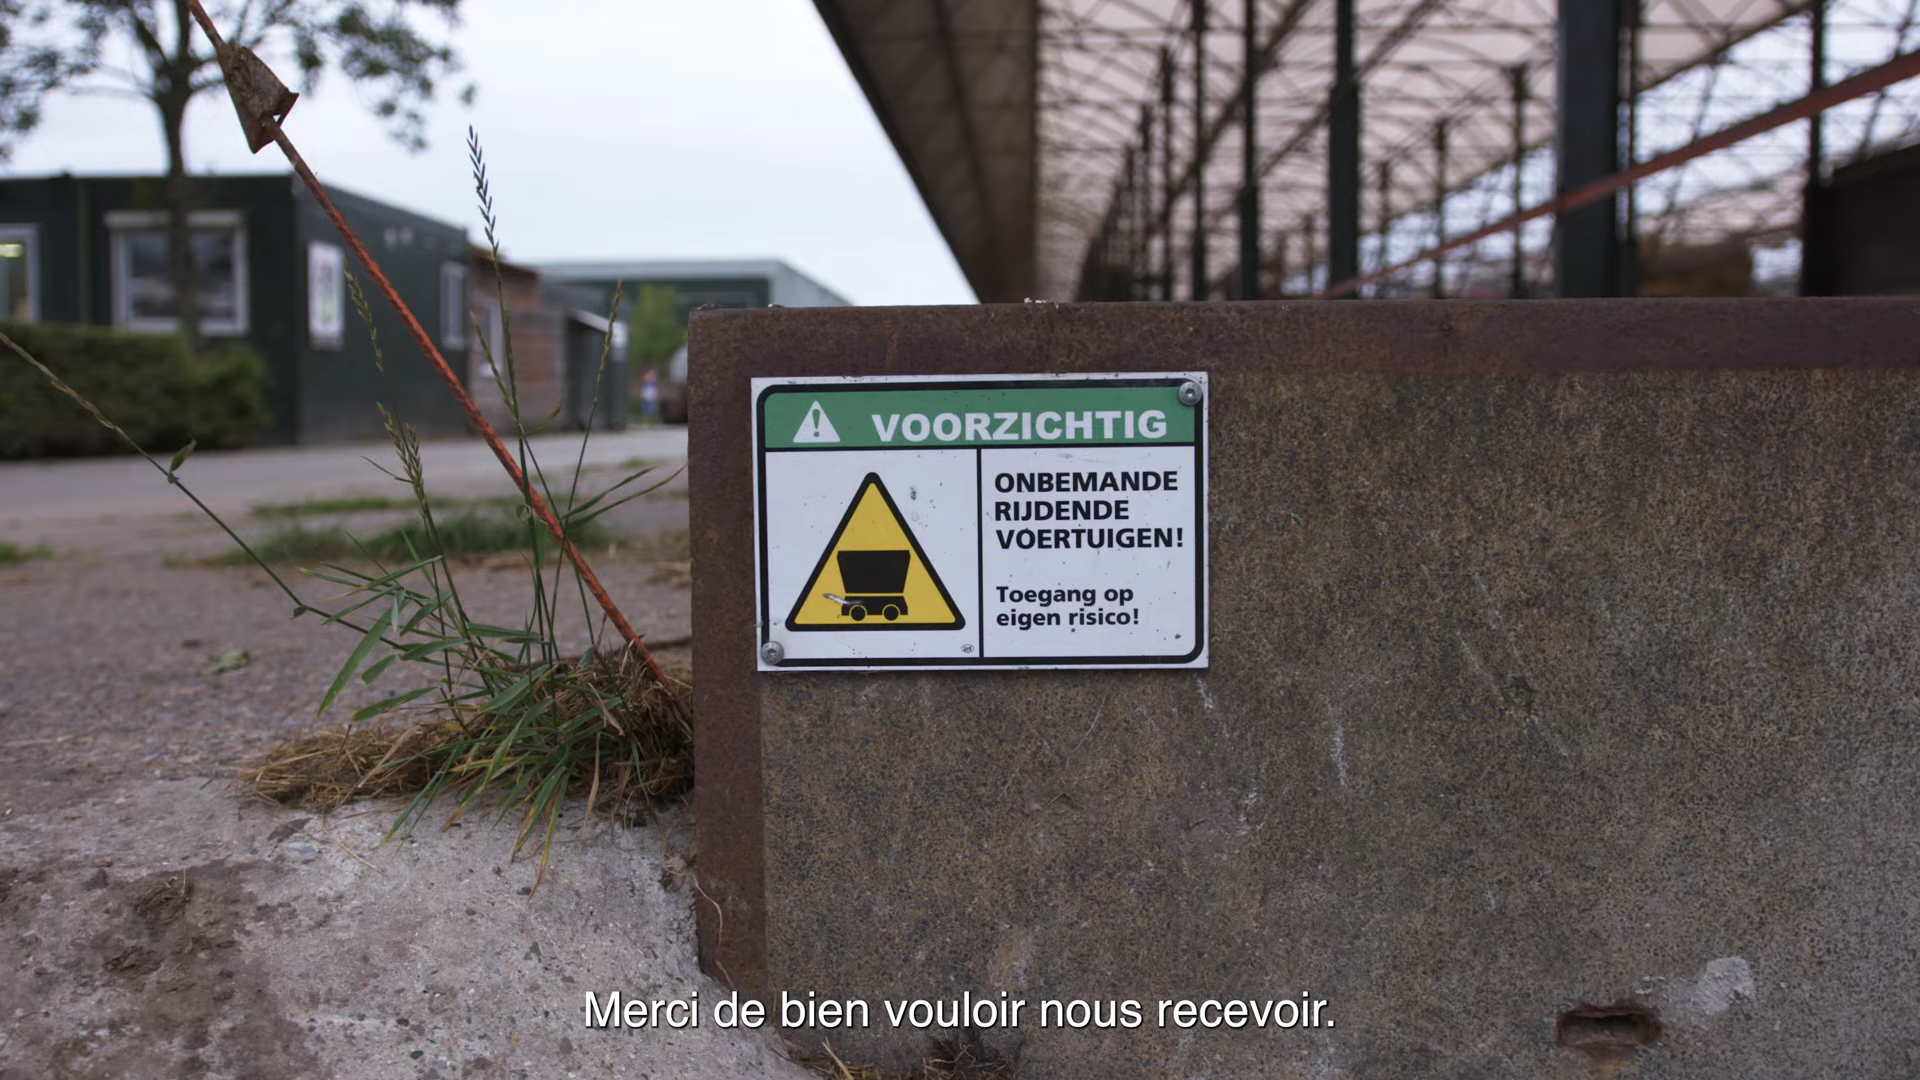 VOORZICHTIG
ONBEMANDE
RIJDENDE
VOERTUIGEN!
Toegang op
eigen risico!
Merci de bien vouloir nous recevoir.